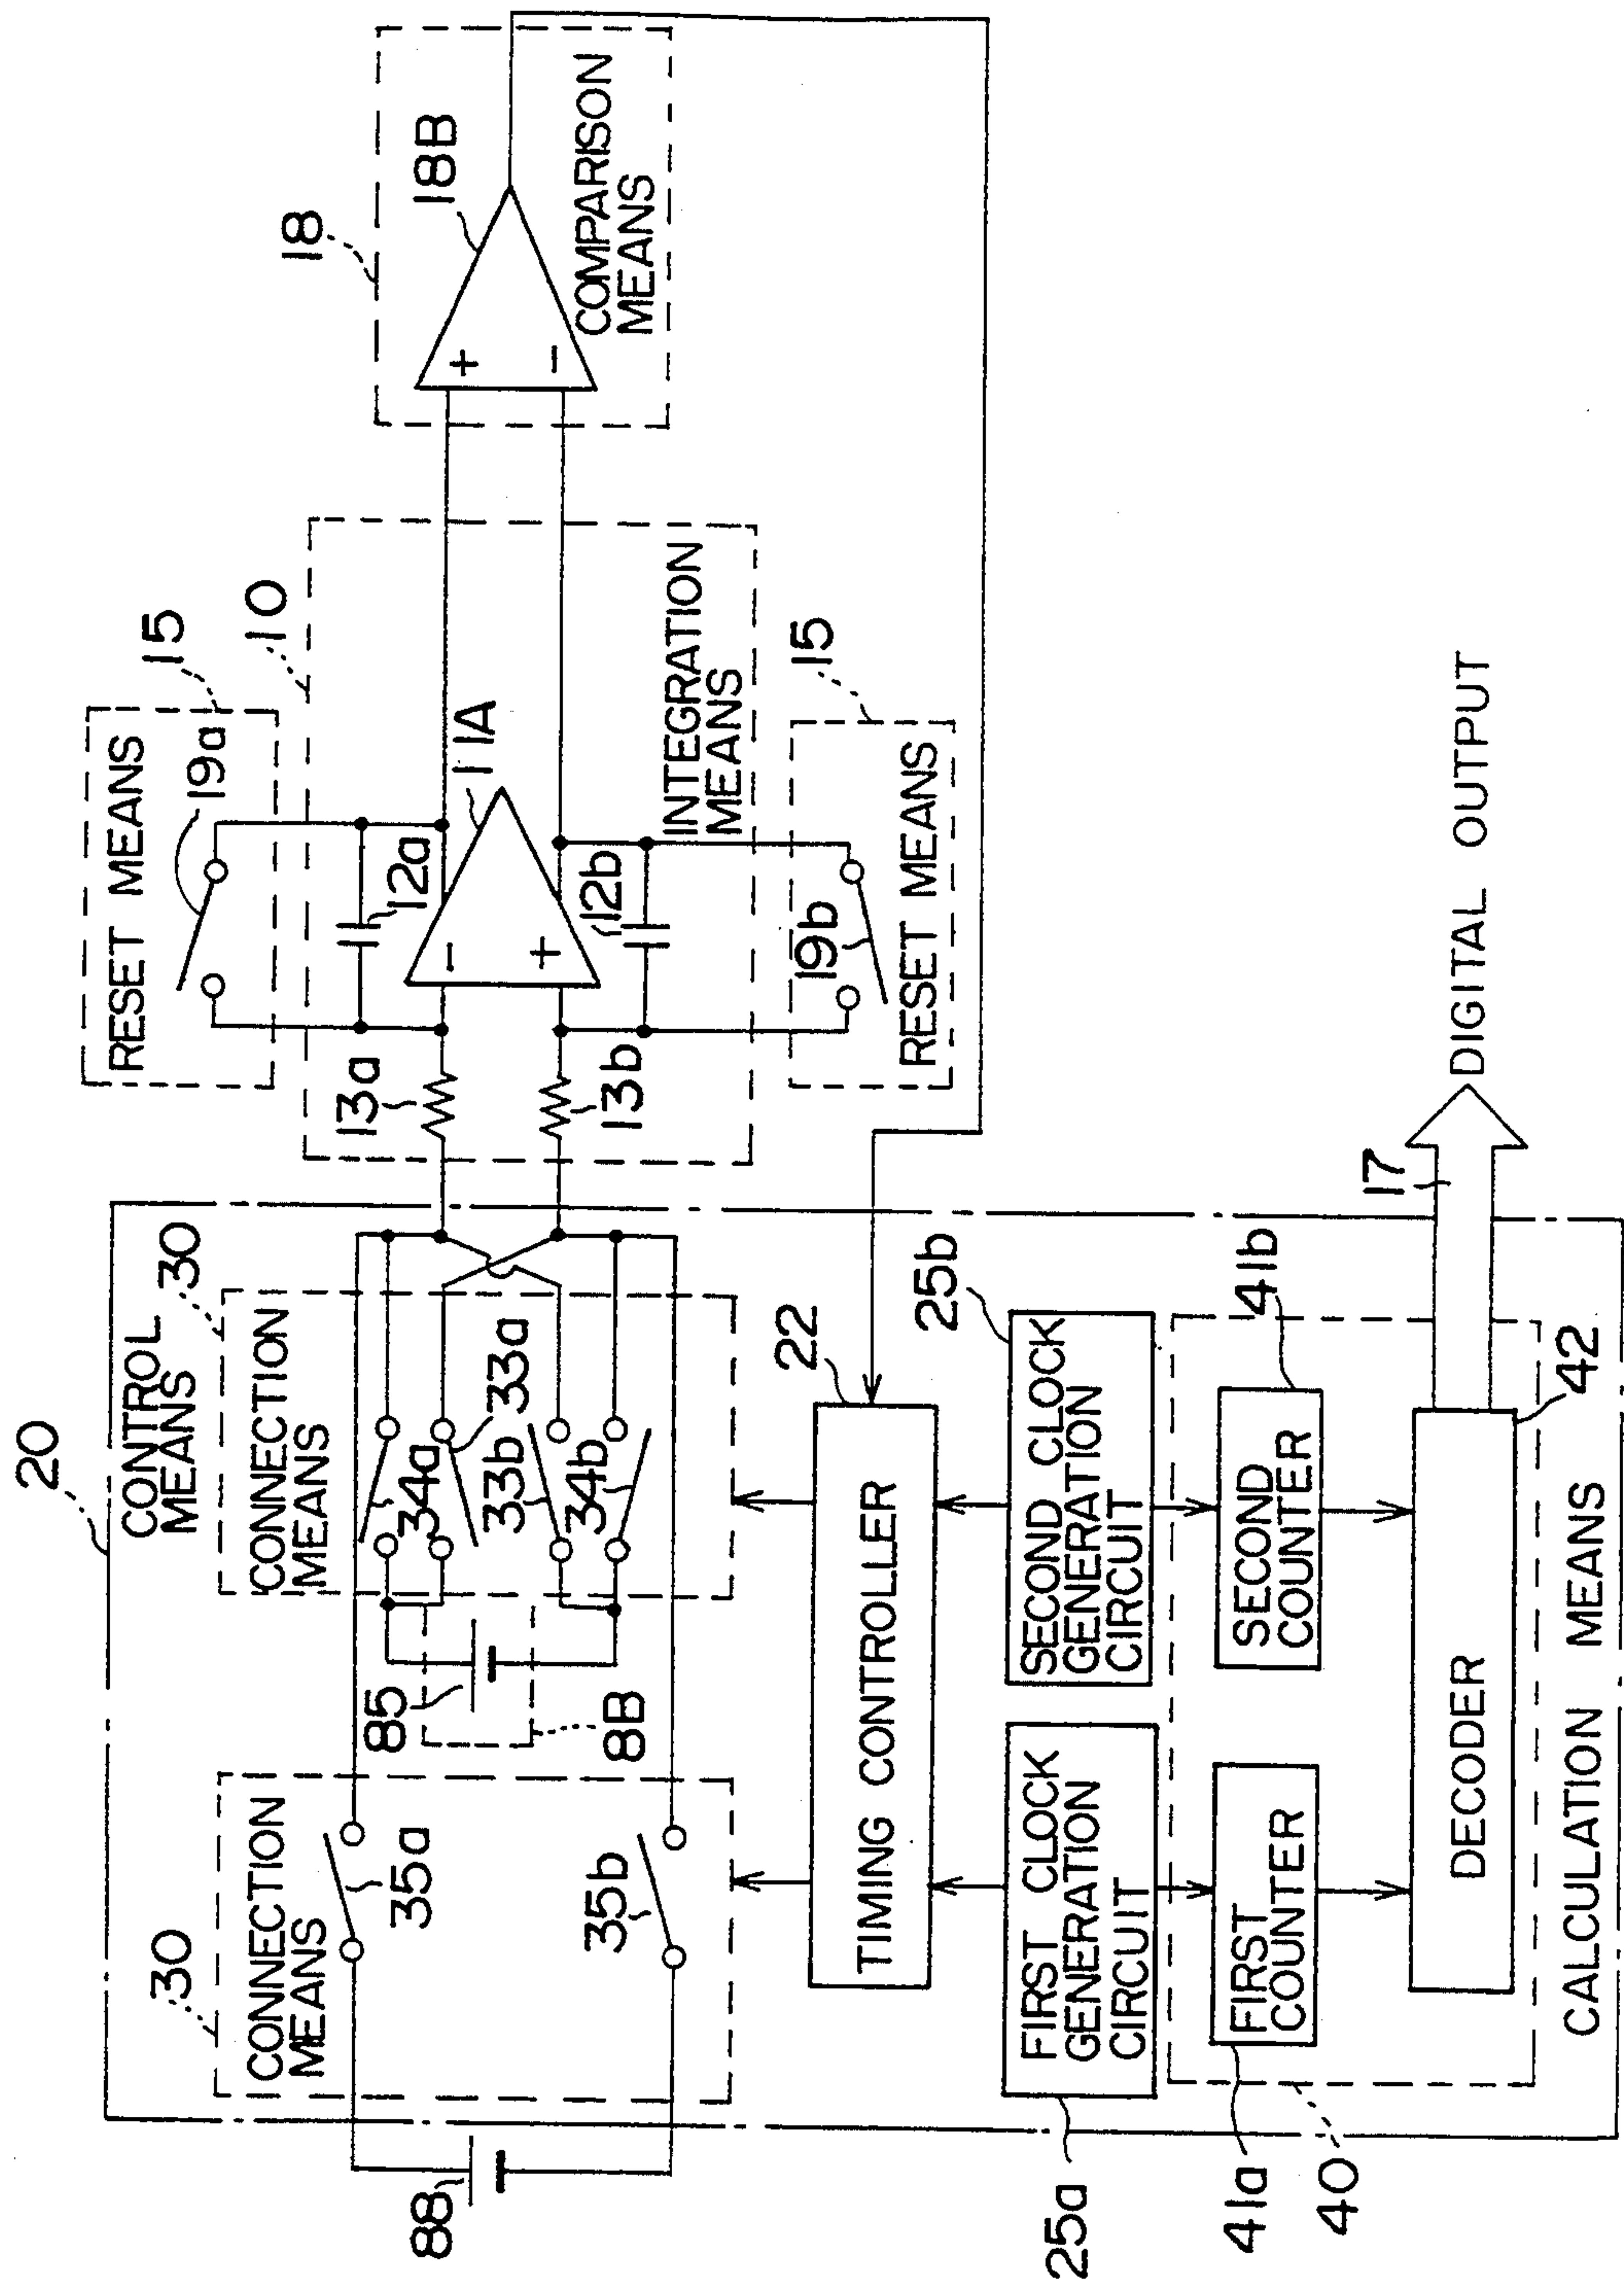 20
CONTROL
MEANS
30
CONNECTION
MEANS
35a
35b
88
30
CONNECTION
MEANS
34a
33a
33b
34b
85
8B
15
RESET MEANS
19a
10
13a
12a
11A
13b
12b
INTEGRATION
MEANS
15
19b
RESET MEANS
18
18B
COMPARISON
MEANS
22
TIMING CONTROLLER
25a
FIRST CLOCK
GENERATION
CIRCUIT
25b
SECOND CLOCK
GENERATION
CIRCUIT
41a
FIRST
COUNTER
41b
SECOND
COUNTER
40
DECODER
42
17
DIGITAL OUTPUT
CALCULATION MEANS